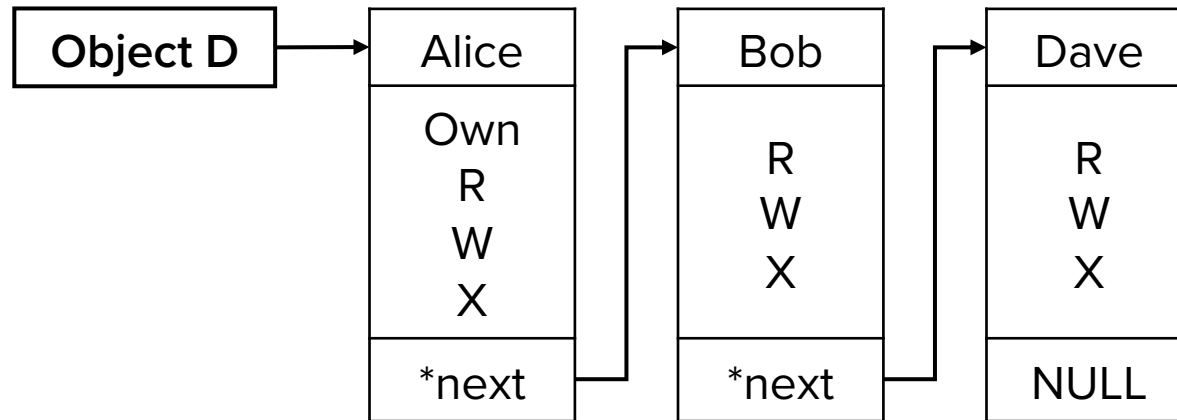 Object D
Alice
Own
R
W
X
*next
Bob
R
W
X
*next
Dave
R
W
X
NULL